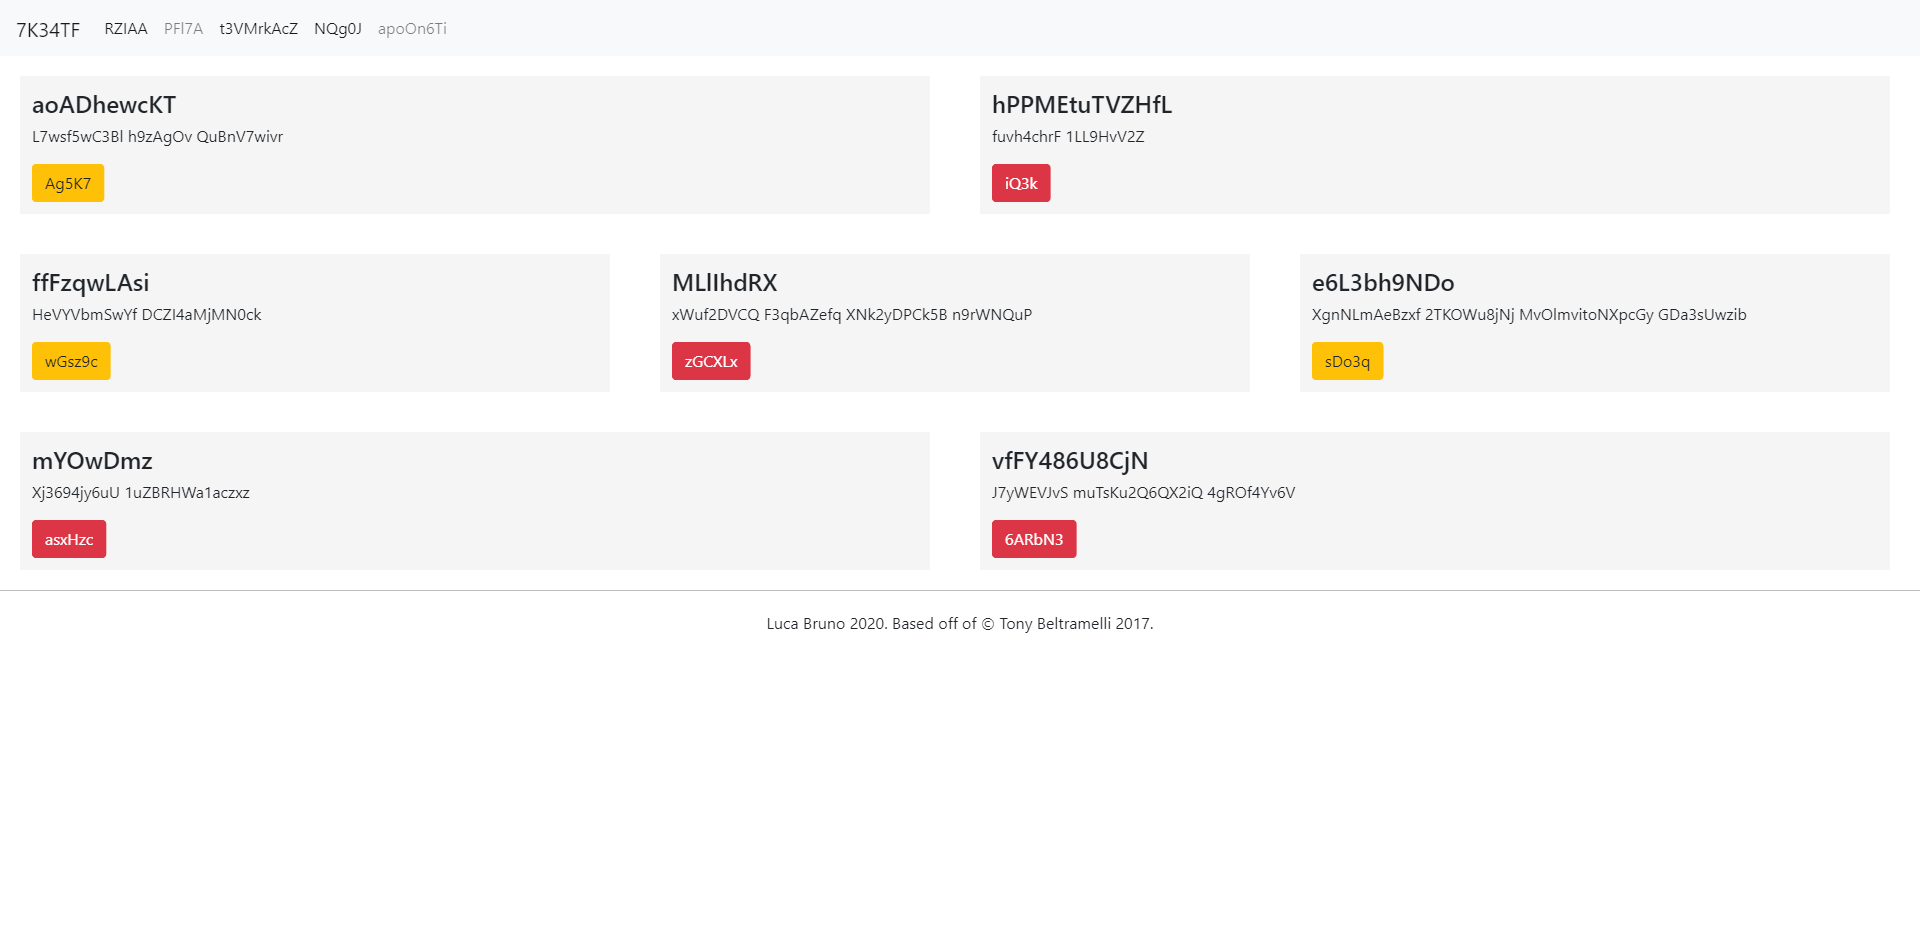 7K34TF RZIAA PFl7A t3VMrkAcZ NQg0J apoOn6Ti
aoADhewcKT
L7wsf5wC3Bl h9zAgOv QuBnV7wivr
Ag5K7
hPPMEtuTVZHfL
fuvh4chrF 1LL9HvV2Z
iQ3k
ffFzqwLAsi
HeVYVbmSwYf DCZI4aMjMN0ck
wGsz9c
MLlIhdRX
xWuf2DVCQ F3qbAZefq XNk2yDPCk5B n9rWNQuP
zGCXLx
e6L3bh9NDo
XgnNLmAeBzxf 2TKOWu8jNj MvOlmvitoNXpcGy GDa3sUwzib
sDo3q
mYOwDmz
Xj3694jy6uU 1uZBRHWa1aczxz
asxHzc
vfFY486U8CjN
J7yWEVJvS muTsKu2Q6QX2iQ 4gROf4Yv6V
6ARbN3
Luca Bruno 2020. Based off of © Tony Beltramelli 2017.